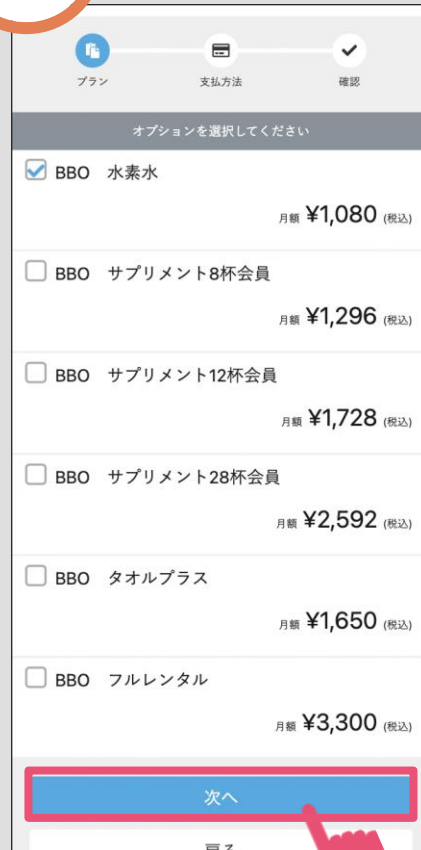 プラン 支払方法 確認
オプションを選択してください
BBO 水素水
月額 ¥1,080 (税込)
BBO サプリメント8杯会員
月額 ¥1,296 (税込)
BBO サプリメント12杯会員
月額 ¥1,728 (税込)
BBO サプリメント28杯会員
月額 ¥2,592 (税込)
BBO タオルプラス
月額 ¥1,650 (税込)
BBO フルレンタル
月額 ¥3,300 (税込)
次へ
戻る